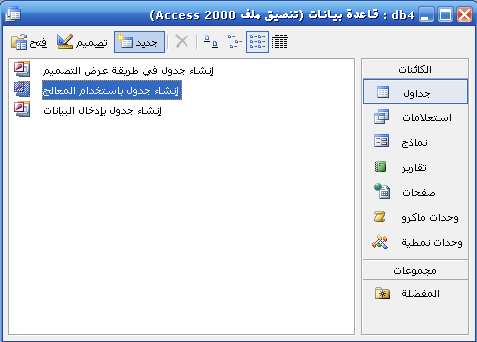 db4 : قاعدة بيانات (تنسيق ملف Access 2000)
فتح تصميم جديد
الكائنات
جداول
استعلامات
نماذج
تقارير
صفحات
وحدات ماكرو
وحدات نمطية
مجموعات
المفضلة
إنشاء جدول في طريقة عرض التصميم
إنشاء جدول باستخدام المعالج
إنشاء جدول بإدخال البيانات